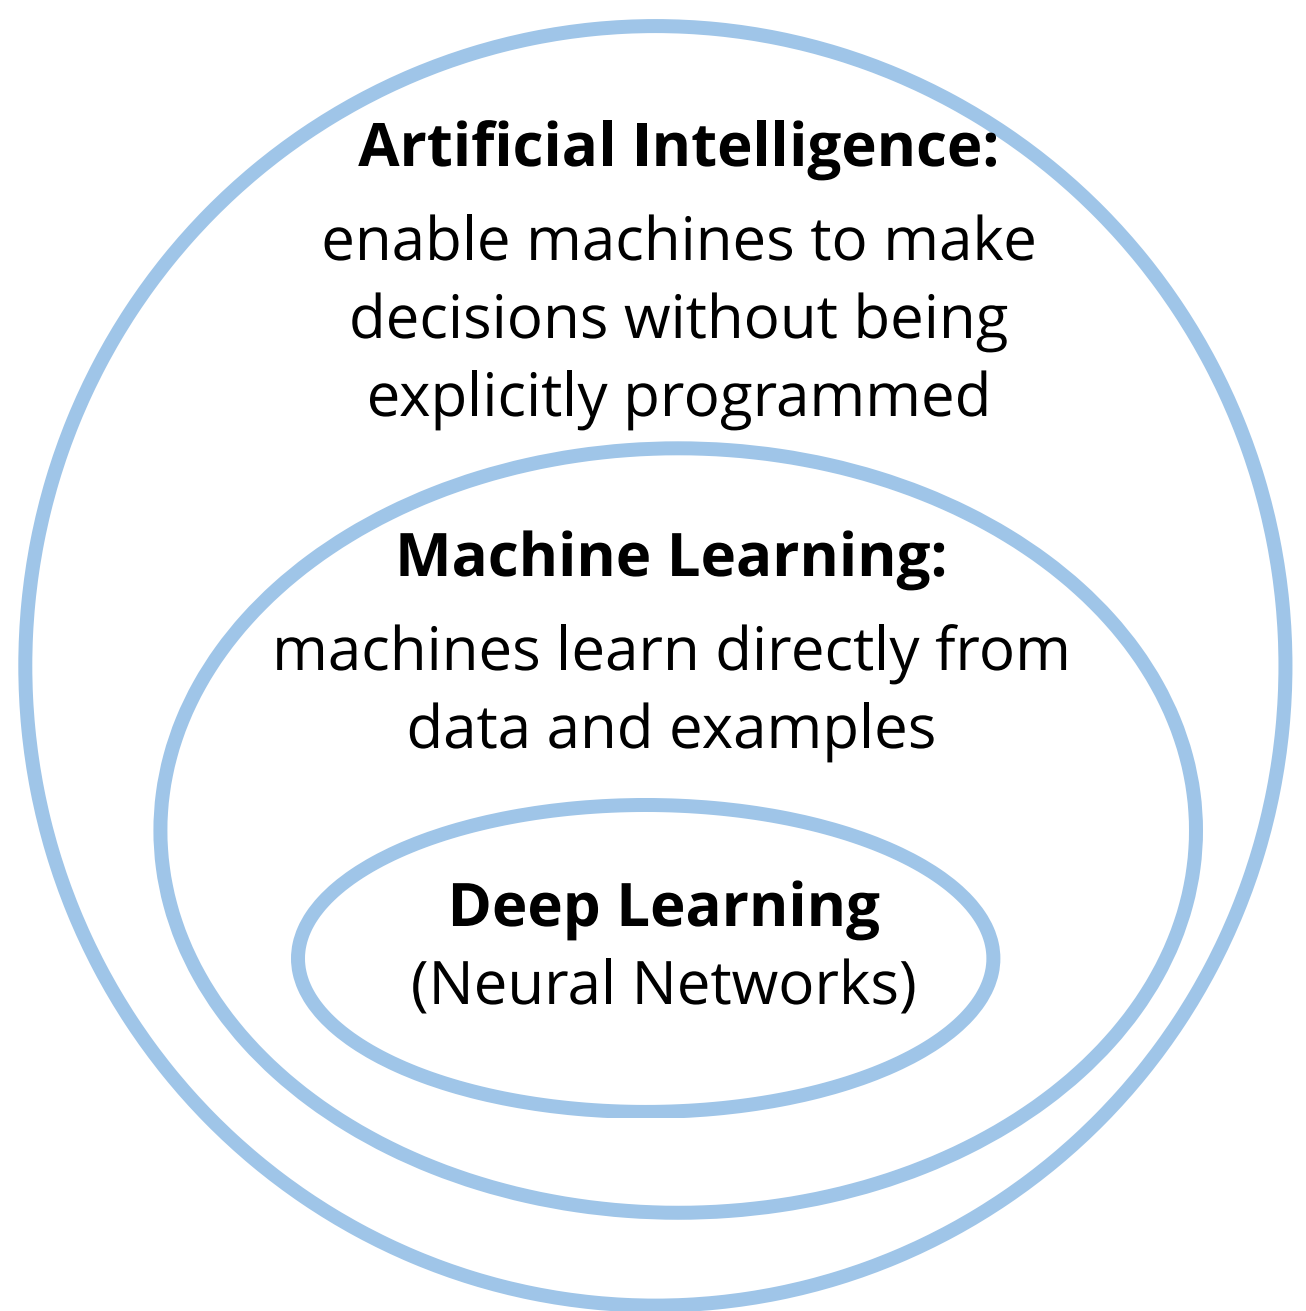 Artificial Intelligence:
enable machines to make
decisions without being
explicitly programmed
Machine Learning:
machines learn directly from
data and examples
Deep Learning
(Neural Networks)